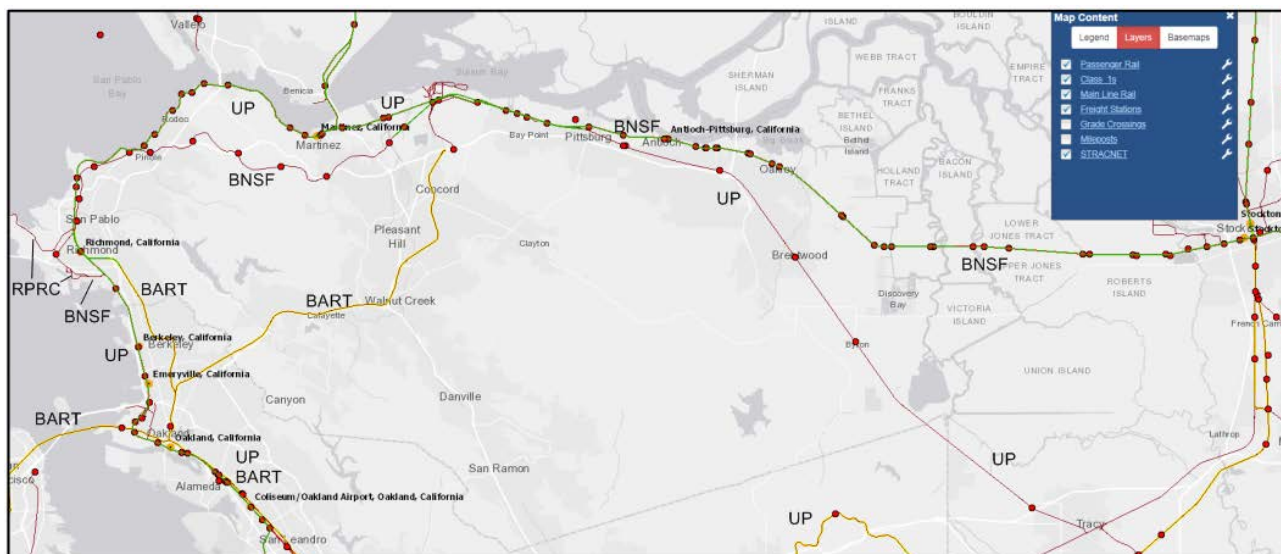 Map Content
Legend
Layers
Basemaps
Passenger Rail
Class_1s
Main Line Rail
Freight Stations
Grade Crossings
Mileposts
STRACNET
Vallejo
ISLAND
BOULDIN
ISLAND
WEBB TRACT
EMPIRE
TRACT
San Pablo
Bay
Suisun Bay
SHERMAN
ISLAND
FRANKS
TRACT
Benicia
Rodeo
UP
UP
Martinez, California
Martinez
Bay Point
Pittsburg
BNSF
Antioch-Pittsburg, California
Antioch
BETHEL
ISLAND
Bethel
Island
Pinole
BNSF
Concord
UP
Oakley
HOLLAND
TRACT
BACON
ISLAND
San Pablo
LOWER
JONES TRACT
Stockton
Richmond, California
Richmond
Pleasant
Hill
Clayton
Brentwood
BNSF
UPPER JONES TRACT
ROBERTS
ISLAND
RPRC
BART
BNSF
BART
Walnut Creek
Lafayette
Discovery
Bay
VICTORIA
ISLAND
French Cam
Berkeley, California
Berkeley
UP
Byron
Emeryville, California
UNION ISLAND
Canyon
Danville
BART
Oakland
Oakland, California
Lathrop
UP
BART
Alameda
San Ramon
UP
Coliseum/Oakland Airport, Oakland, California
UP
Tracy
San Leandro